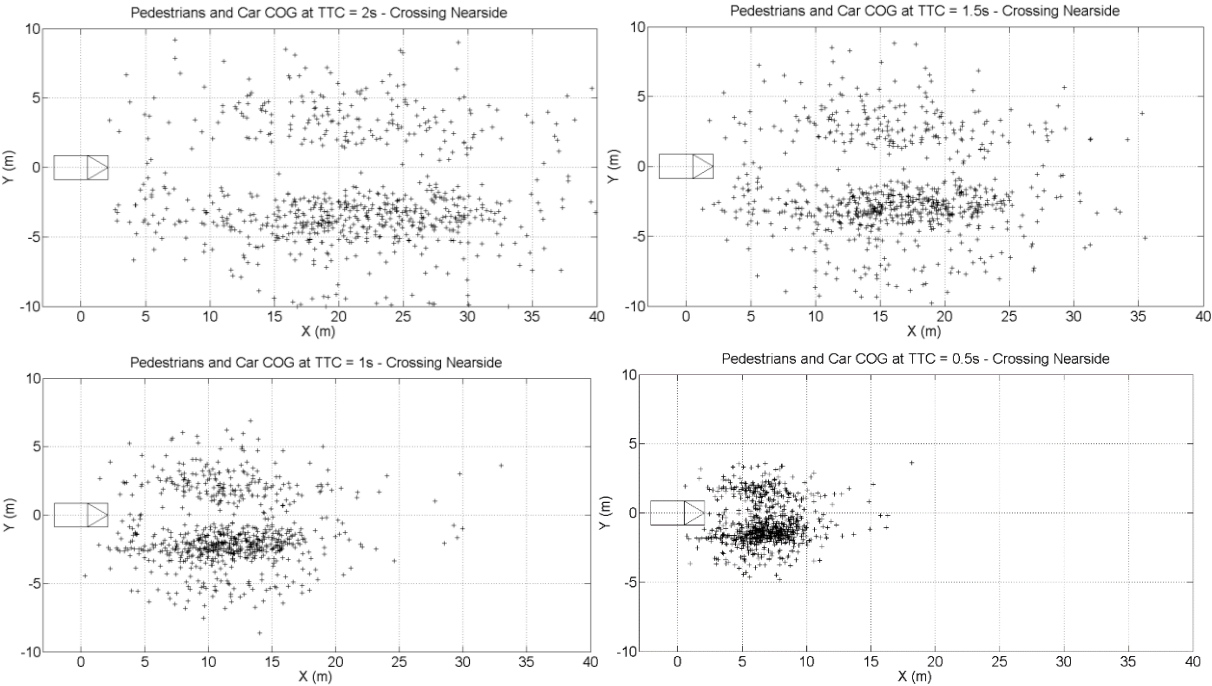 Pedestrians and Car COG at TTC = 2s - Crossing Nearside
10
5
0
-5
-10
Y (m)
0 5 10 15 20 25 30 35 40
X (m)
Pedestrians and Car COG at TTC = 1.5s - Crossing Nearside
10
5
0
-5
-10
Y (m)
0 5 10 15 20 25 30 35 40
X (m)
Pedestrians and Car COG at TTC = 1s - Crossing Nearside
10
5
0
-5
-10
Y (m)
0 5 10 15 20 25 30 35 40
X (m)
Pedestrians and Car COG at TTC = 0.5s - Crossing Nearside
10
5
0
-5
-10
Y (m)
0 5 10 15 20 25 30 35 40
X (m)